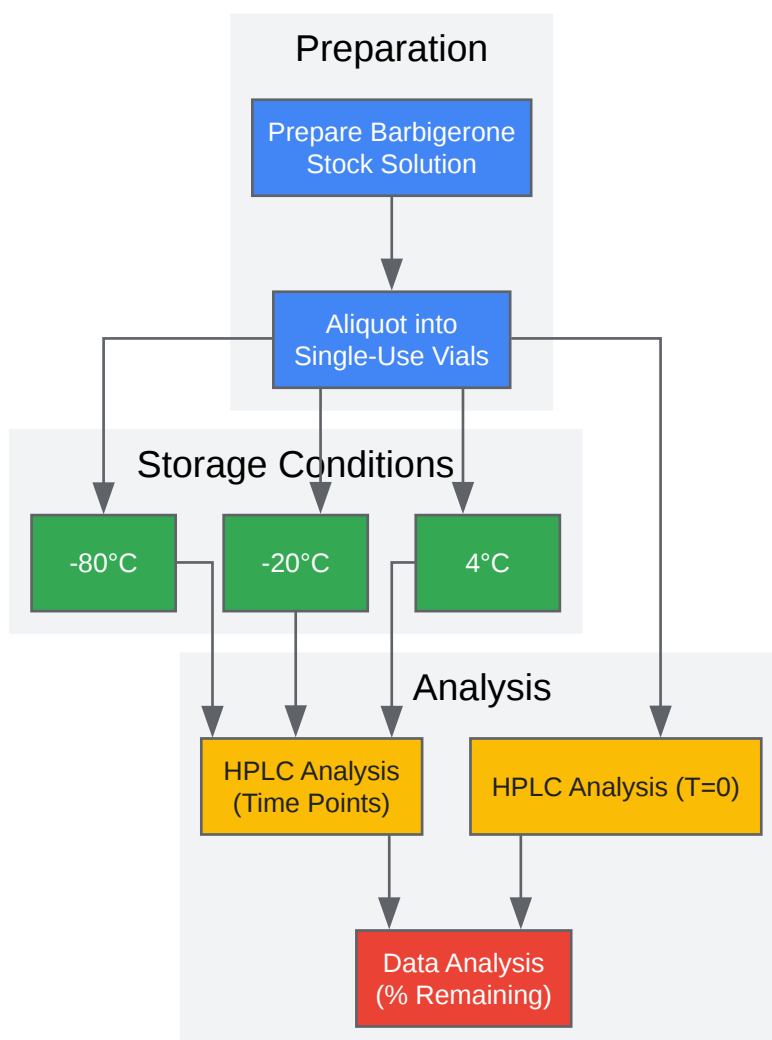 Preparation
Prepare Barbigerone
Stock Solution
Aliquot into
Single-Use Vials
Storage Conditions
-80°C
-20°C
4°C
Analysis
HPLC Analysis
(Time Points)
HPLC Analysis (T=0)
Data Analysis
(% Remaining)